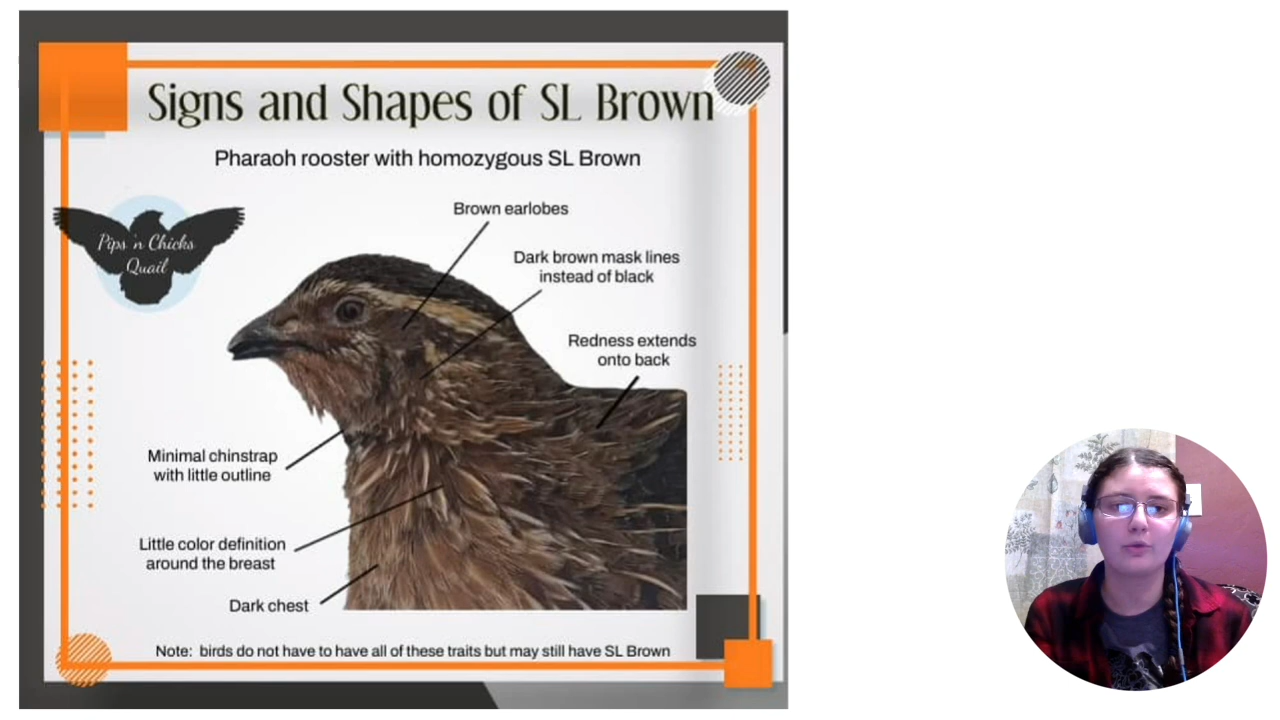 Signs and Shapes of SL Brown
Pharaoh rooster with homozygous SL Brown
Brown earlobes
Pips 'n Chicks
Quail
Dark brown mask lines
instead of black
Redness extends
onto back
Minimal chinstrap
with little outline
Little color definition
around the breast
Dark chest
Note: birds do not have to have all of these traits but may still have SL Brown